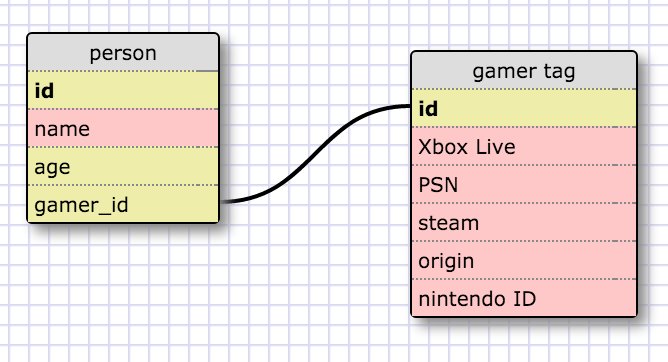 person
id
name
age
gamer_id
gamer tag
id
Xbox Live
PSN
steam
origin
nintendo ID